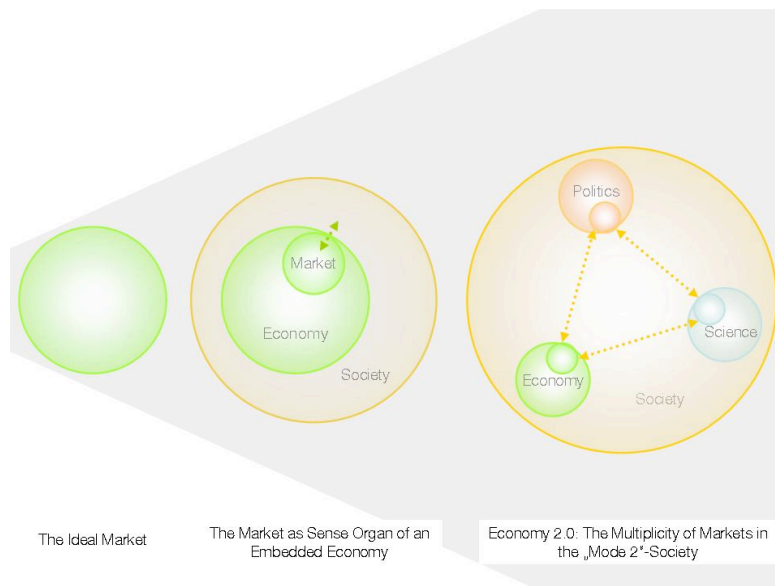 Politics
Market
Science
Economy
Society
Economy
Society
The Ideal Market
The Market as Sense Organ of an
Embedded Economy
Economy 2.0: The Multiplicity of Markets in
the „Mode 2"-Society